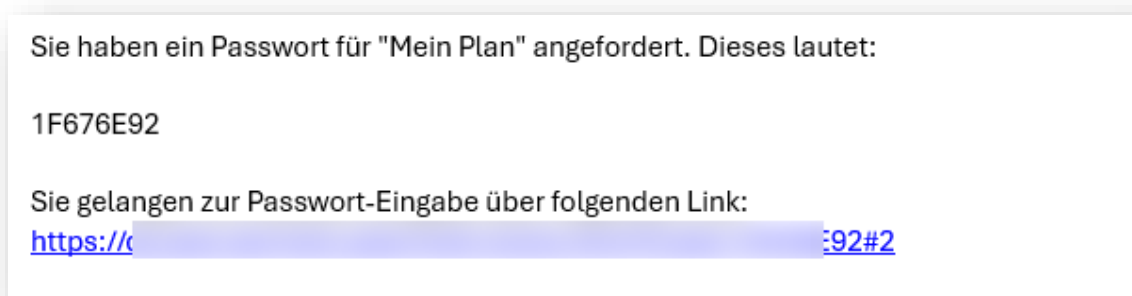 Sie haben ein Passwort für "Mein Plan" angefordert. Dieses lautet:
1F676E92
Sie gelangen zur Passwort-Eingabe über folgenden Link:
https:// E92#2